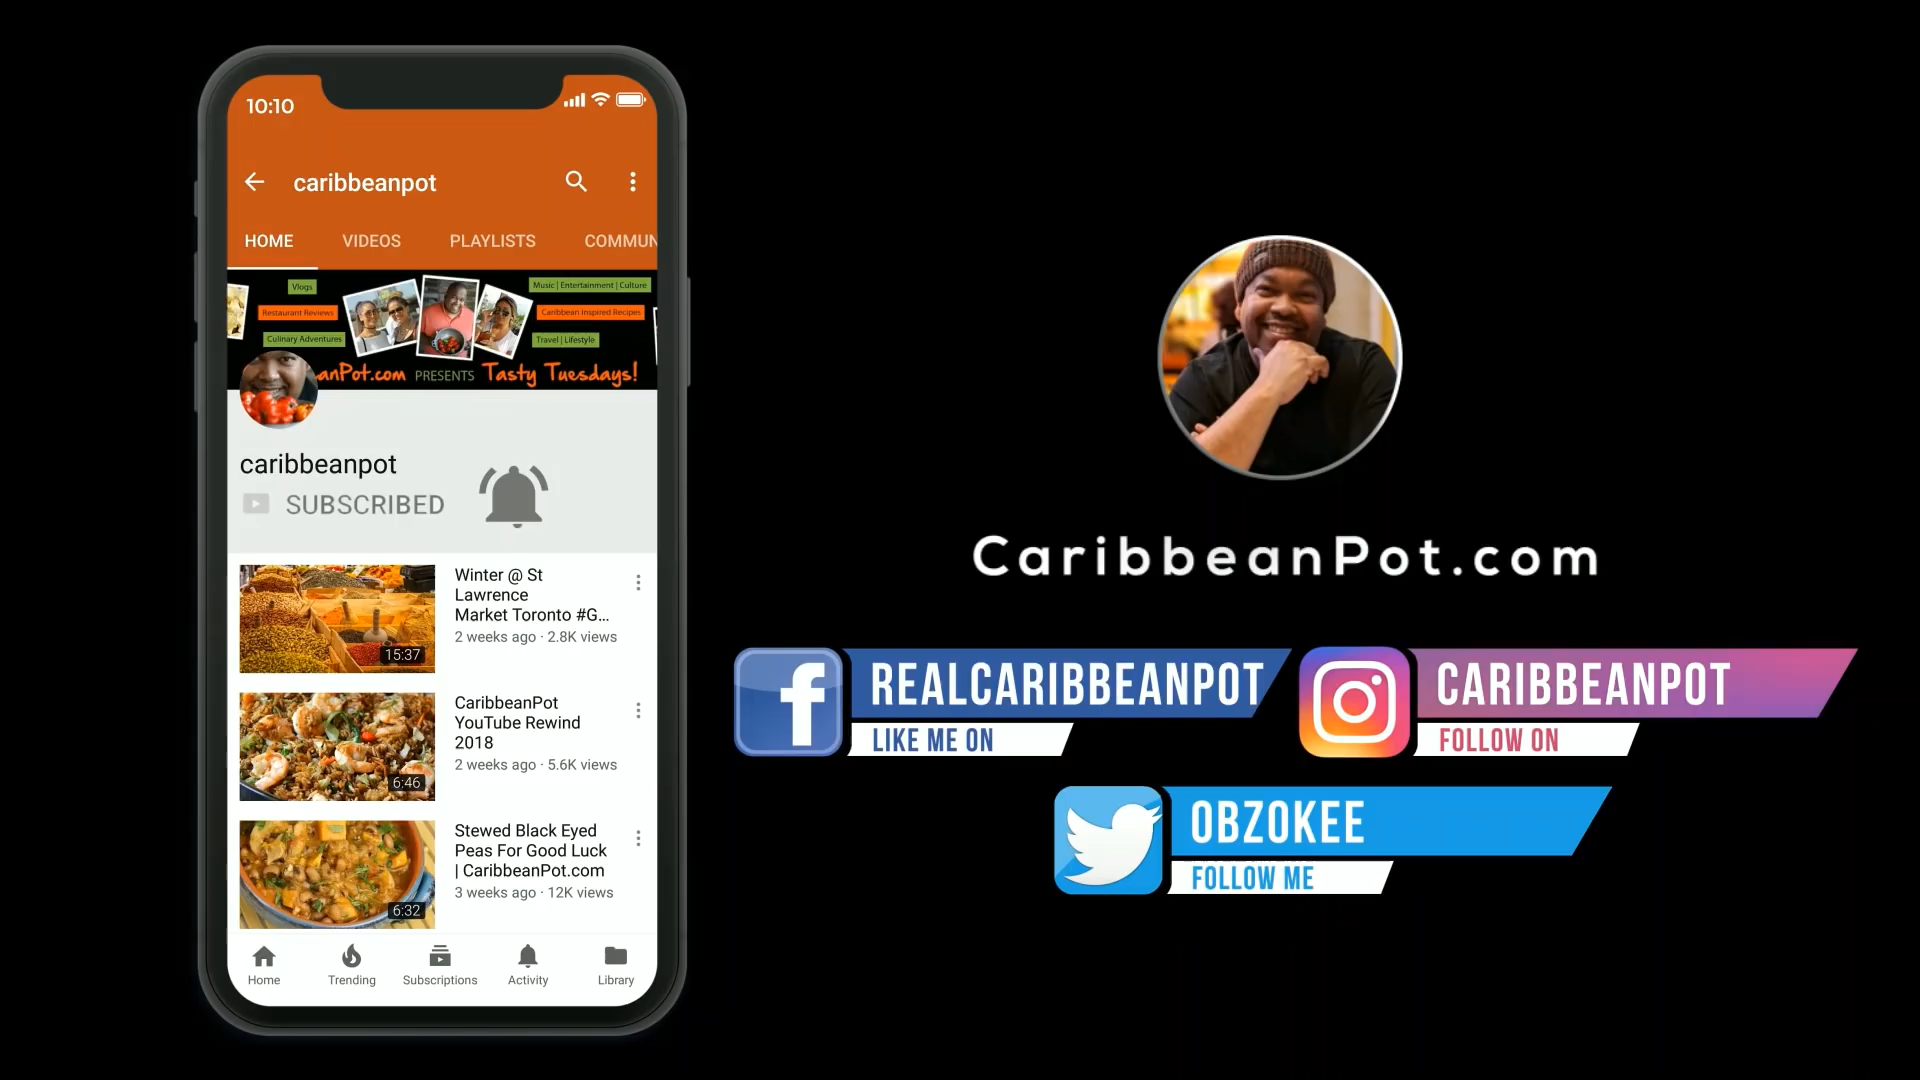 10:10
caribbeanpot
HOME VIDEOS PLAYLISTS COMMUN
Vlogs
Restaurant Reviews
Culinary Adventures
Music | Entertainment | Culture
Caribbean Inspired Recipes
Travel | Lifestyle
anPot.com PRESENTS Tasty Tuesdays!
caribbeanpot
SUBSCRIBED
Winter @ St
Lawrence
Market Toronto #G...
2 weeks ago · 2.8K views
15:37
CaribbeanPot
YouTube Rewind
2018
2 weeks ago · 5.6K views
6:46
Stewed Black Eyed
Peas For Good Luck
| CaribbeanPot.com
3 weeks ago · 12K views
6:32
Home Trending Subscriptions Activity Library
CaribbeanPot.com
REALCARIBBEANPOT
LIKE ME ON
CARIBBEANPOT
FOLLOW ON
OBZOKEE
FOLLOW ME